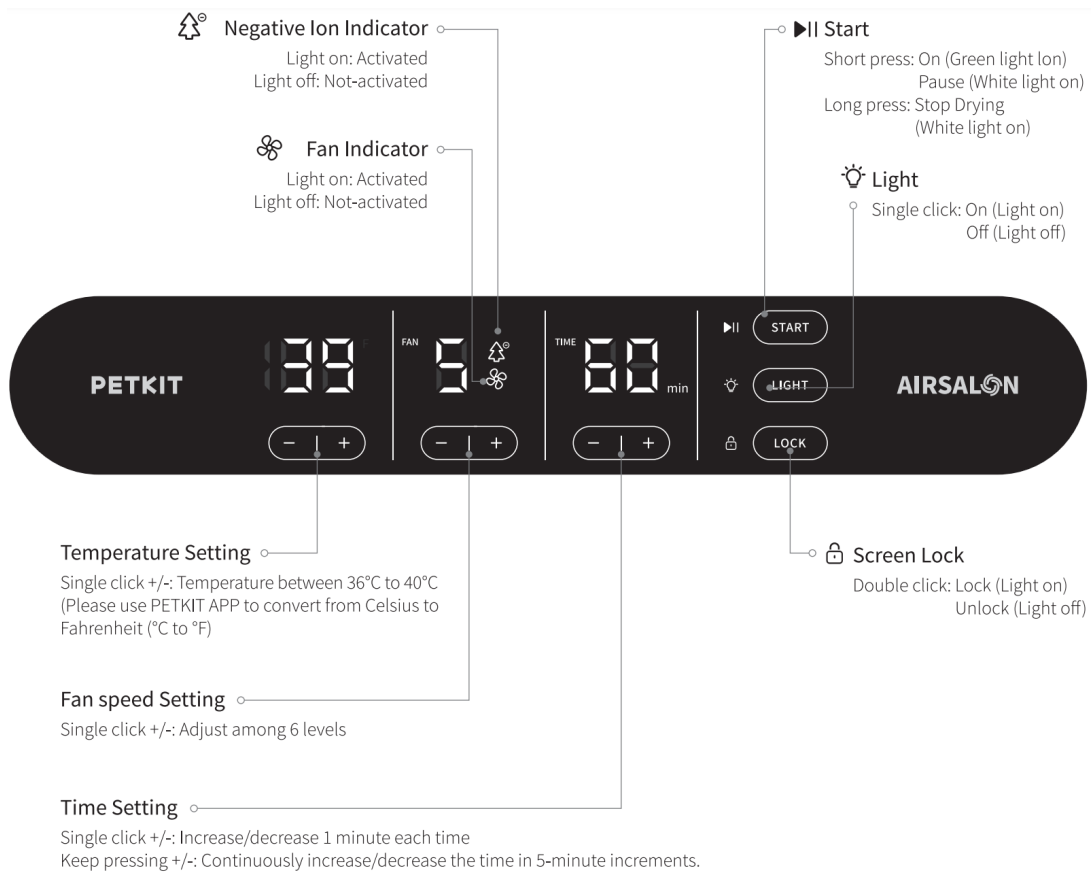 Negative Ion Indicator
Light on: Activated
Light off: Not-activated
Fan Indicator
Light on: Activated
Light off: Not-activated
Start
Short press: On (Green light lon)
Pause (White light on)
Long press: Stop Drying
(White light on)
Light
Single click: On (Light on)
Off (Light off)
PETKIT
39
F
- | +
FAN
5
- | +
TIME
60
min
- | +
START
LIGHT
LOCK
AIRSALON
Temperature Setting
Single click +/-: Temperature between 36°C to 40°C
(Please use PETKIT APP to convert from Celsius to
Fahrenheit (°C to °F)
Screen Lock
Double click: Lock (Light on)
Unlock (Light off)
Fan speed Setting
Single click +/-: Adjust among 6 levels
Time Setting
Single click +/-: Increase/decrease 1 minute each time
Keep pressing +/-: Continuously increase/decrease the time in 5-minute increments.